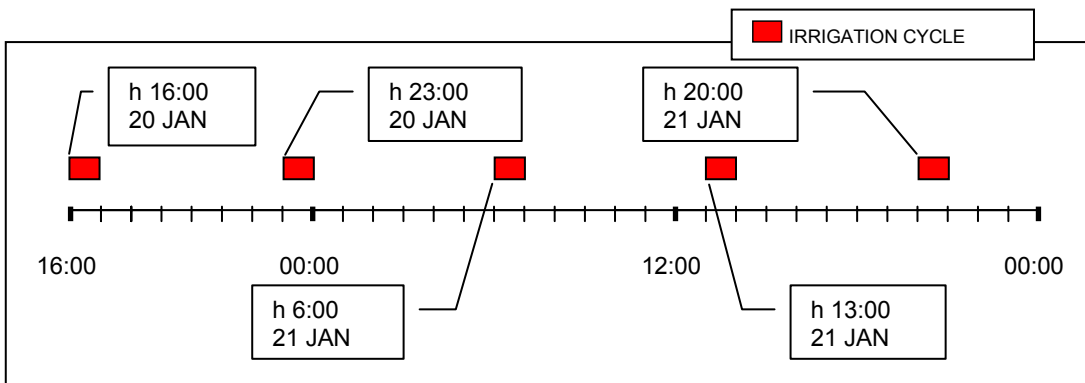 IRRIGATION CYCLE
h 16:00
20 JAN
h 23:00
20 JAN
h 20:00
21 JAN
16:00
00:00
12:00
00:00
h 6:00
21 JAN
h 13:00
21 JAN